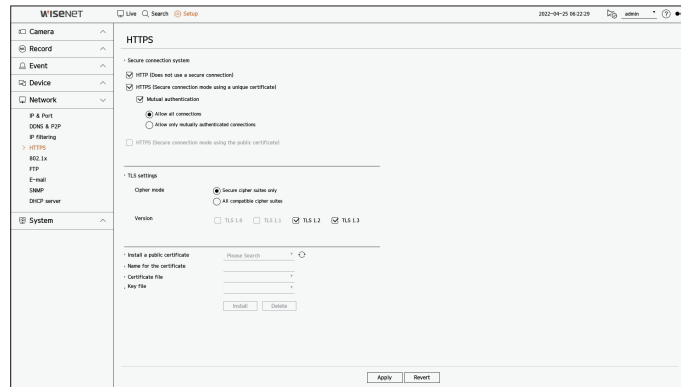 WISENET
Live Search Setup
2022-04-25 06:22:29 admin ?
Camera
Record
Event
Device
Network
IP & Port
DDNS & P2P
IP filtering
> HTTPS
802.1x
FTP
E-mail
SNMP
DHCP server
System
HTTPS
Secure connection system
HTTP (Does not use a secure connection)
HTTPS (Secure connection mode using a unique certificate)
Mutual authentication
Allow all connections
Allow only mutually authenticated connections
HTTPS (Secure connection mode using the public certificate)
TLS settings
Cipher mode
Secure cipher suites only
All compatible cipher suites
Version
TLS 1.0 TLS 1.1 TLS 1.2 TLS 1.3
Install a public certificate Please Search
Name for the certificate
Certificate file
Key file
Install Delete
Apply Revert